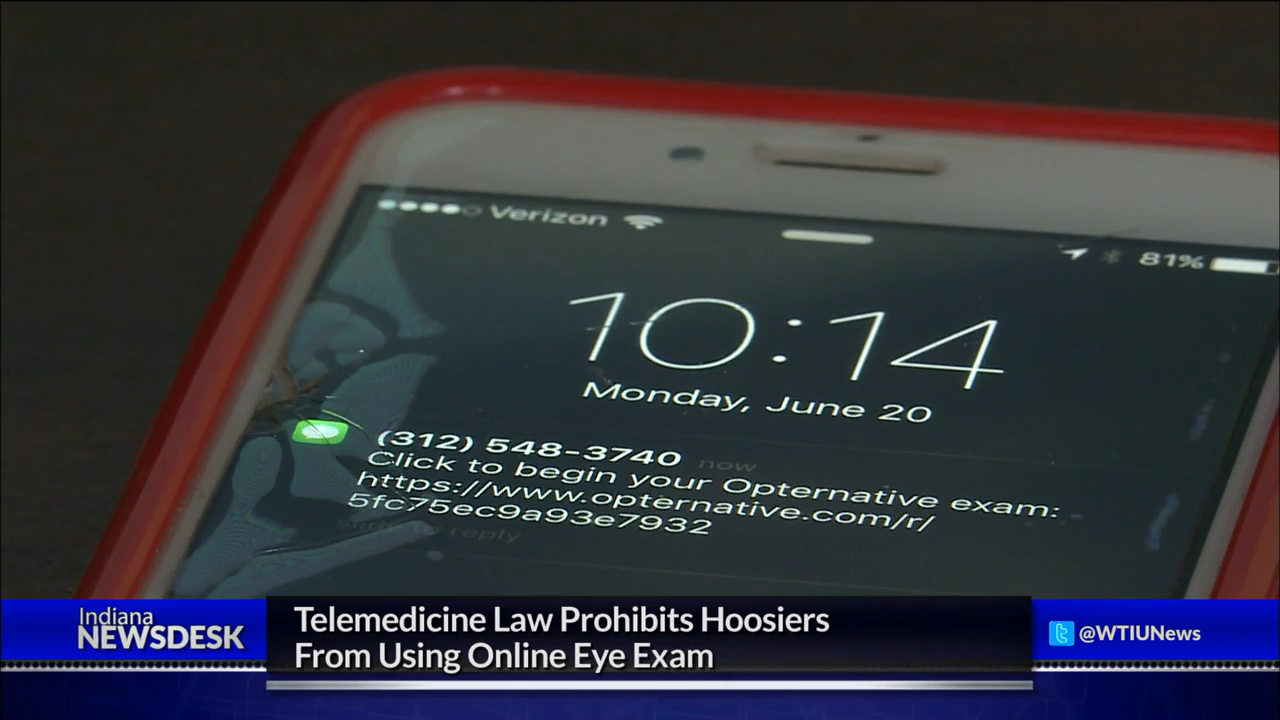 Verizon
81%
10:14
Monday, June 20
(312) 548-3740 now
Click to begin your Opternative exam:
https://www.opternative.com/r/
5fc75ec9a93e7932
reply
Indiana
NEWSDESK
Telemedicine Law Prohibits Hoosiers
From Using Online Eye Exam
@WTIUNews